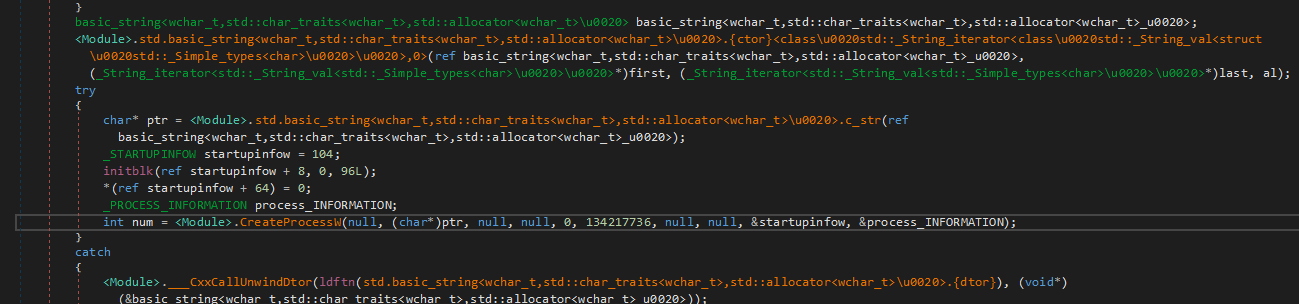 }
basic_string<wchar_t,std::char_traits<wchar_t>,std::allocator<wchar_t>\u0020> basic_string<wchar_t,std::char_traits<wchar_t>,std::allocator<wchar_t>_u0020>;
<Module>.std.basic_string<wchar_t,std::char_traits<wchar_t>,std::allocator<wchar_t>\u0020>.{ctor}<class\u0020std::_String_iterator<class\u0020std::_String_val<struct
\u0020std::_Simple_types<char>\u0020>\u0020>,0>(ref basic_string<wchar_t,std::char_traits<wchar_t>,std::allocator<wchar_t>_u0020>,
(_String_iterator<std::_String_val<std::_Simple_types<char>\u0020>\u0020>*)first, (_String_iterator<std::_String_val<std::_Simple_types<char>\u0020>\u0020>*)last, al);
try
{
char* ptr = <Module>.std.basic_string<wchar_t,std::char_traits<wchar_t>,std::allocator<wchar_t>\u0020>.c_str(ref
basic_string<wchar_t,std::char_traits<wchar_t>,std::allocator<wchar_t>_u0020>);
_STARTUPINFOW startupinfow = 104;
initblk(ref startupinfow + 8, 0, 96L);
*(ref startupinfow + 64) = 0;
_PROCESS_INFORMATION process_INFORMATION;
int num = <Module>.CreateProcessW(null, (char*)ptr, null, null, 0, 134217736, null, null, &startupinfow, &process_INFORMATION);
}
catch
{
<Module>.___CxxCallUnwindDtor(ldftn(std.basic_string<wchar_t,std::char_traits<wchar_t>,std::allocator<wchar_t>\u0020>.{dtor}), (void*)
(&basic_string<wchar_t,std::char_traits<wchar_t>,std::allocator<wchar_t>_u0020>));